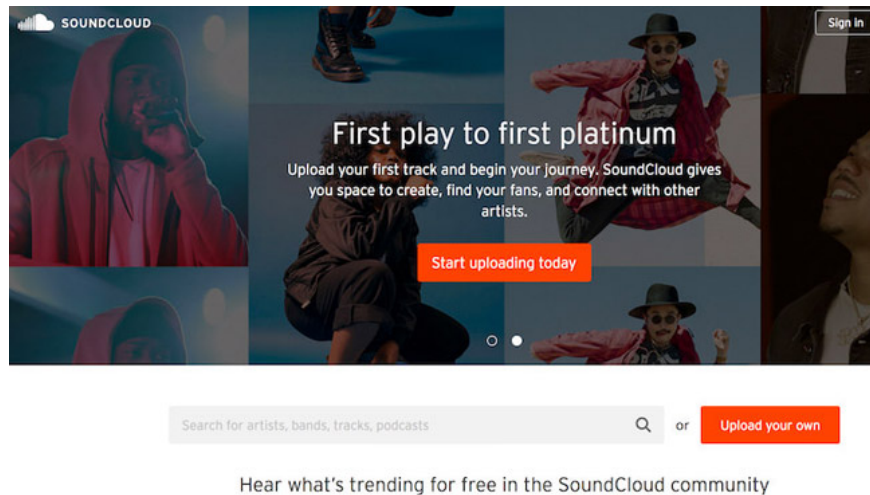 SOUNDCLOUD
Sign in
First play to first platinum
Upload your first track and begin your journey. SoundCloud gives
you space to create, find your fans, and connect with other
artists.
Start uploading today
Search for artists, bands, tracks, podcasts
or
Upload your own
Hear what's trending for free in the SoundCloud community